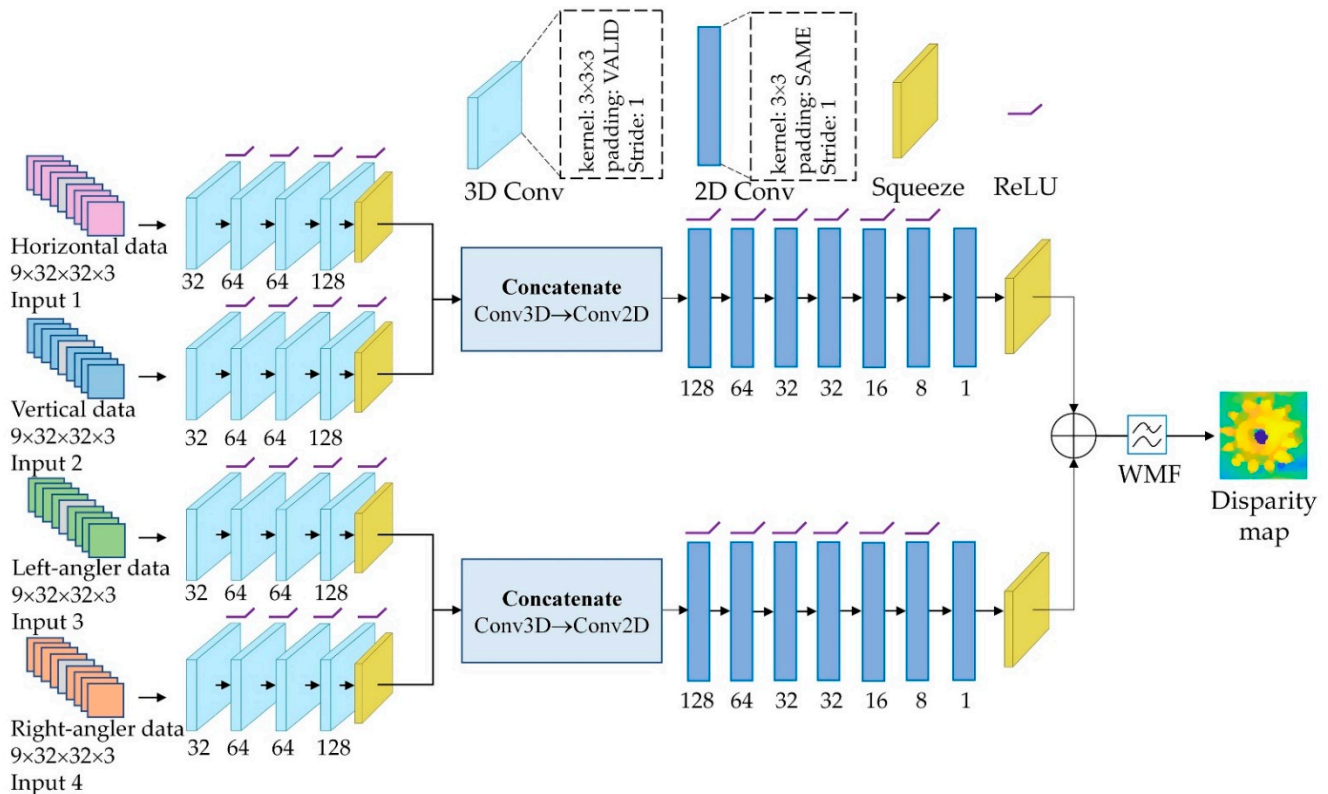 kernel: 3×3×3
padding: VALID
Stride: 1
3D Conv
kernel: 3×3
padding: SAME
Stride: 1
2D Conv
Squeeze
ReLU
Horizontal data
9×32×32×3
Input 1
32
64
64
128
Vertical data
9×32×32×3
Input 2
32
64
64
128
Concatenate
Conv3D→Conv2D
128
64
32
32
16
8
1
Left-angler data
9×32×32×3
Input 3
32
64
64
128
Right-angler data
9×32×32×3
Input 4
32
64
64
128
Concatenate
Conv3D→Conv2D
128
64
32
32
16
8
1
WMF
Disparity
map